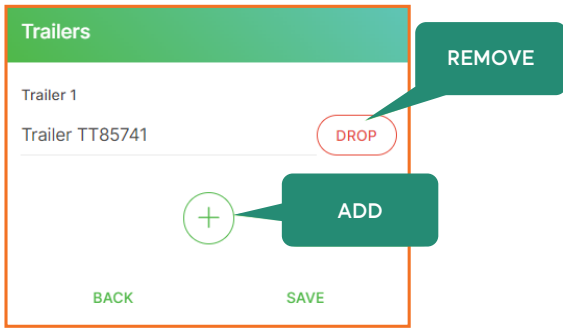 Trailers
REMOVE
Trailer 1
Trailer TT85741
DROP
+
ADD
BACK
SAVE